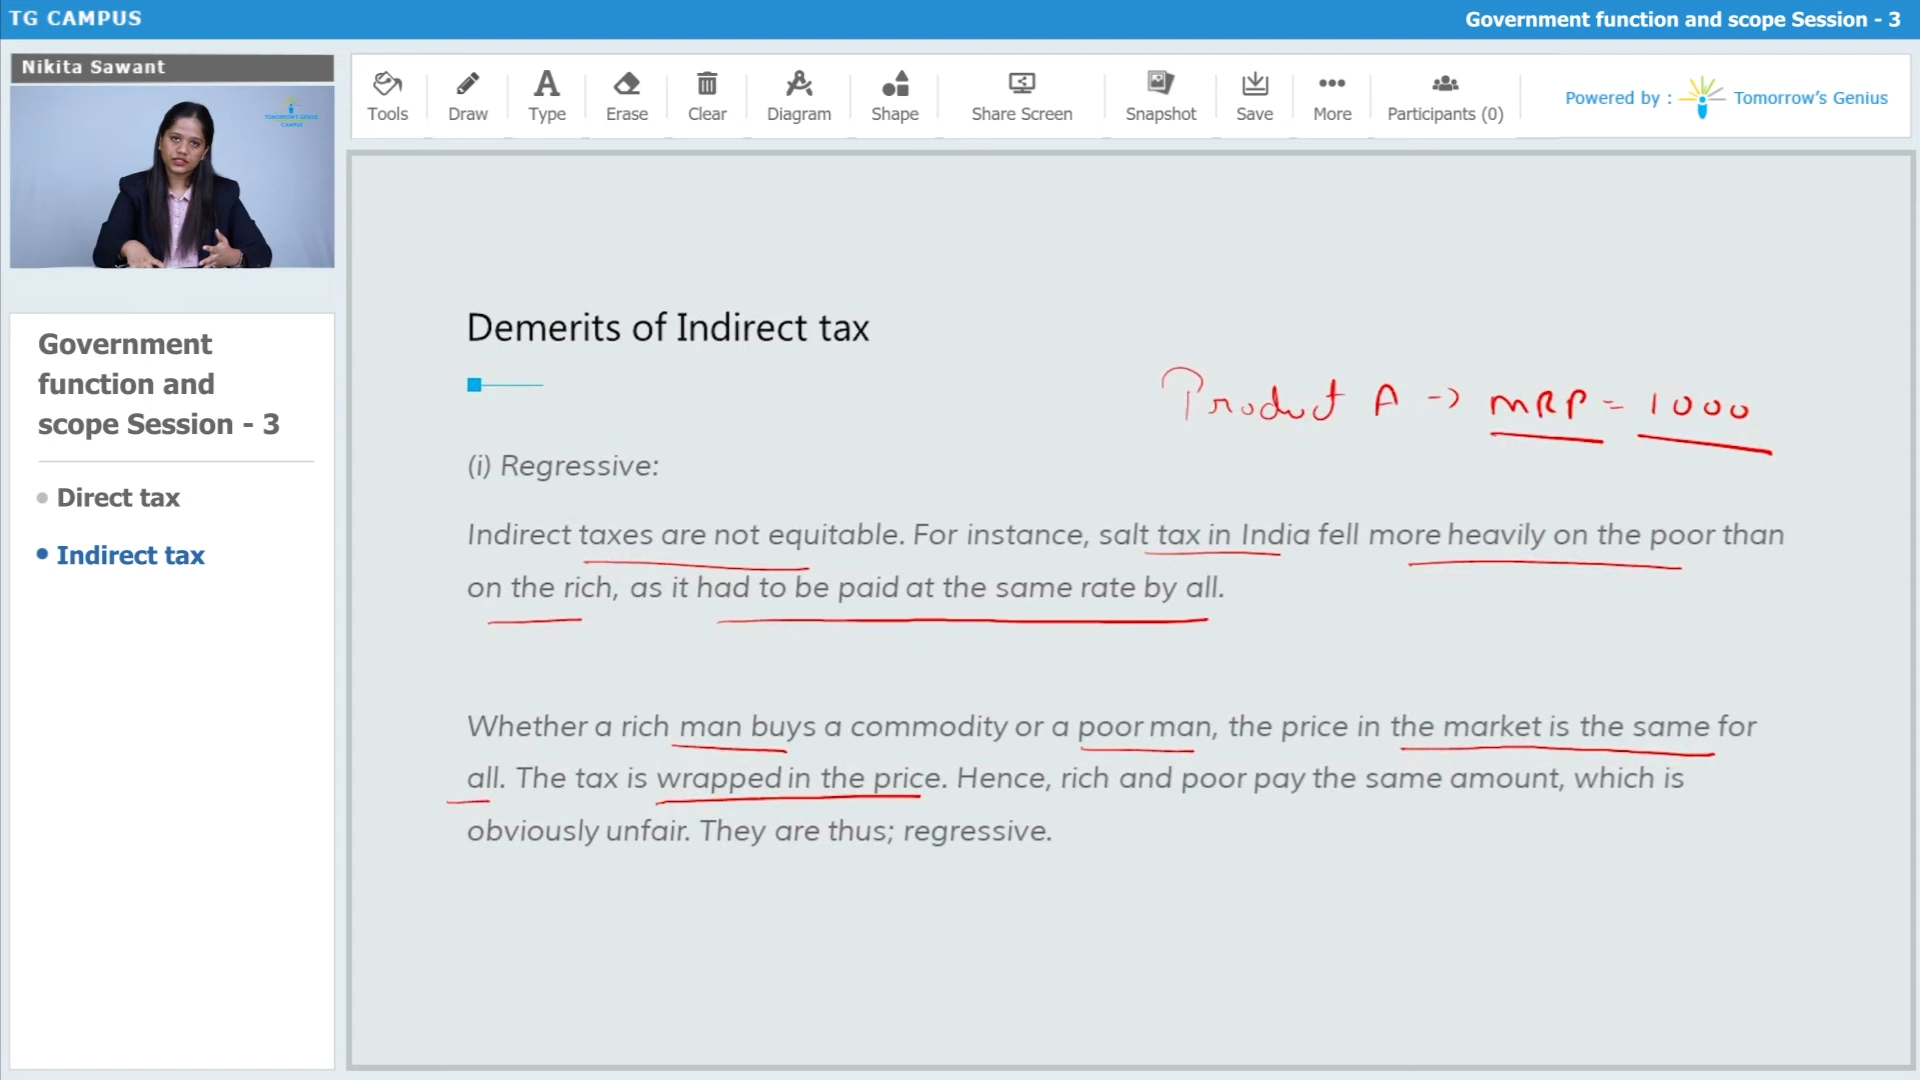 TG CAMPUS
Government function and scope Session - 3
Nikita Sawant
TOMORROW'S GENIUS
CAMPUS
Tools
Draw
Type
Erase
Clear
Diagram
Shape
Share Screen
Snapshot
Save
More
Participants (0)
Powered by :
Tomorrow's Genius
Government
function and
scope Session - 3
Direct tax
Indirect tax
Demerits of Indirect tax
Product A -> MRP = 1000
(i) Regressive:
Indirect taxes are not equitable. For instance, salt tax in India fell more heavily on the poor than
on the rich, as it had to be paid at the same rate by all.
Whether a rich man buys a commodity or a poor man, the price in the market is the same for
all. The tax is wrapped in the price. Hence, rich and poor pay the same amount, which is
obviously unfair. They are thus; regressive.